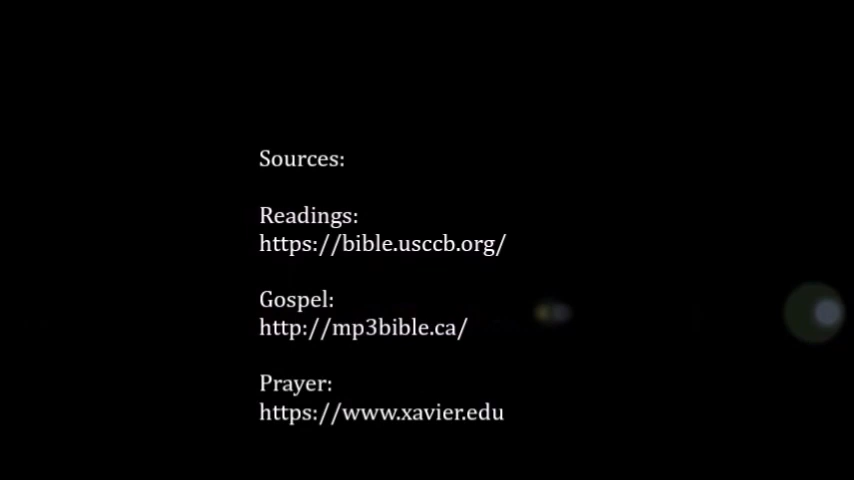 Sources:
Readings:
https://bible.usccb.org/
Gospel:
http://mp3bible.ca/
Prayer:
https://www.xavier.edu